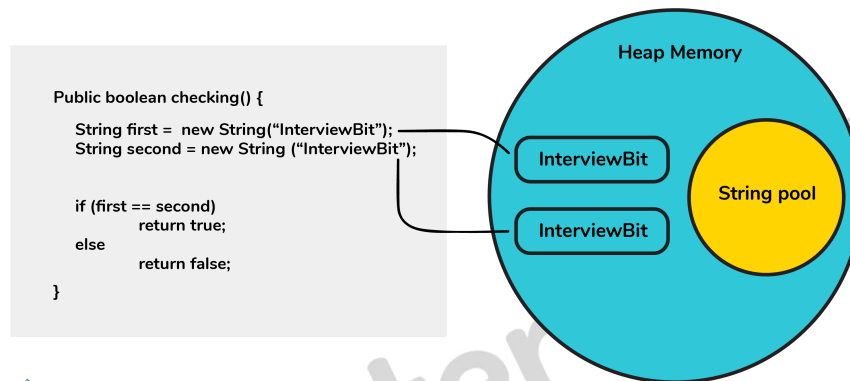 Public boolean checking() {
String first =  new String(“InterviewBit”);
String second = new String (“InterviewBit”);
if (first == second)
return true;
else
return false;
}
Heap Memory
InterviewBit
InterviewBit
String pool